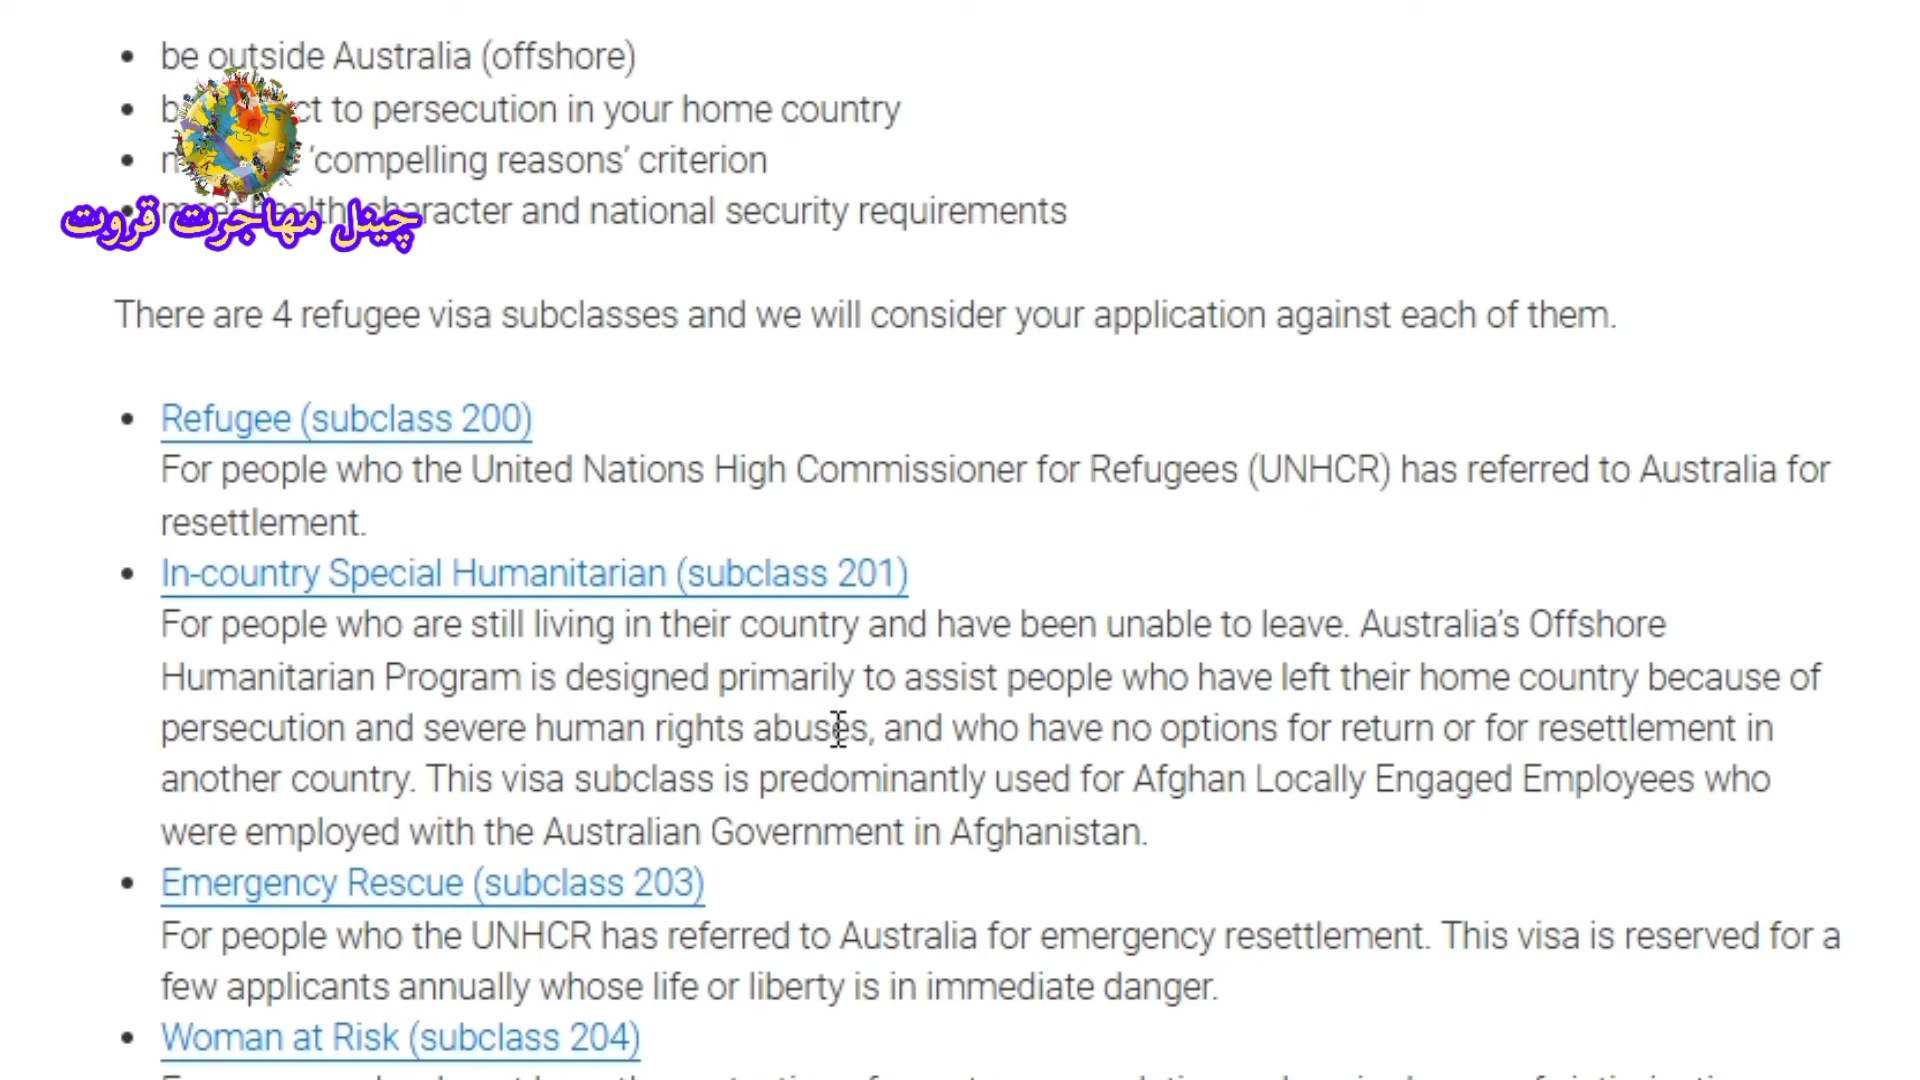 be outside Australia (offshore)
ct to persecution in your home country
‘compelling reasons’ criterion
character and national security requirements
چینل مهاجرت قروت
There are 4 refugee visa subclasses and we will consider your application against each of them.
Refugee (subclass 200)
For people who the United Nations High Commissioner for Refugees (UNHCR) has referred to Australia for
resettlement.
In-country Special Humanitarian (subclass 201)
For people who are still living in their country and have been unable to leave. Australia’s Offshore
Humanitarian Program is designed primarily to assist people who have left their home country because of
persecution and severe human rights abuses, and who have no options for return or for resettlement in
another country. This visa subclass is predominantly used for Afghan Locally Engaged Employees who
were employed with the Australian Government in Afghanistan.
Emergency Rescue (subclass 203)
For people who the UNHCR has referred to Australia for emergency resettlement. This visa is reserved for a
few applicants annually whose life or liberty is in immediate danger.
Woman at Risk (subclass 204)